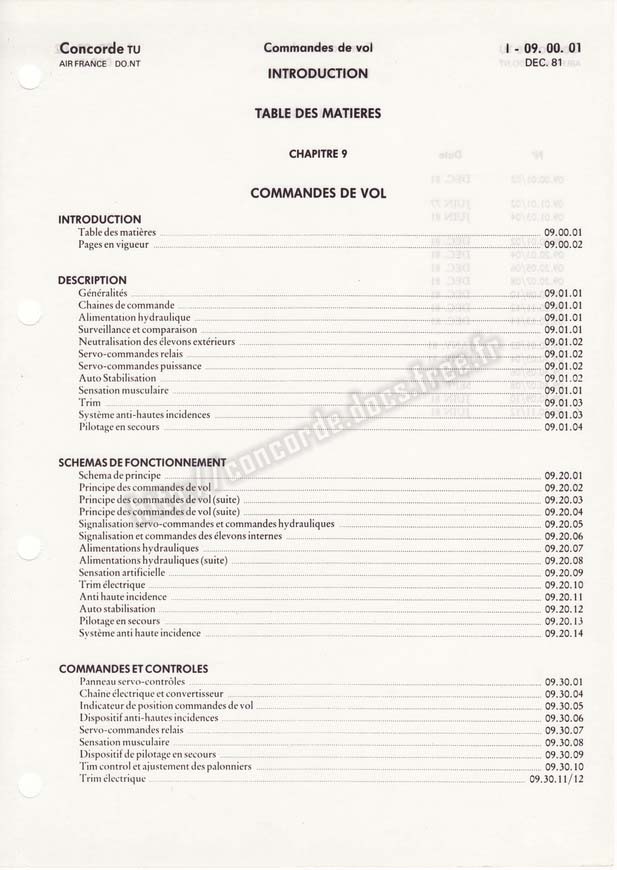 Concorde TU Commandes de vol I - 09. 00. 01
AIR FRANCE DO.NT DEC. 81
INTRODUCTION
TABLE DES MATIERES
CHAPITRE 9
COMMANDES DE VOL
INTRODUCTION
Table des matières 09.00.01
Pages en vigueur 09.00.02
DESCRIPTION
Généralités 09.01.01
Chaines de commande 09.01.01
Alimentation hydraulique 09.01.01
Surveillance et comparaison 09.01.01
Neutralisation des élevons extérieurs 09.01.02
Servo-commandes relais 09.01.02
Servo-commandes puissance 09.01.02
Auto Stabilisation 09.01.02
Sensation musculaire 09.01.02
Trim 09.01.03
Système anti-hautes incidences 09.01.03
Pilotage en secours 09.01.04
SCHEMAS DE FONCTIONNEMENT
Schema de principe 09.20.01
Principe des commandes de vol 09.20.02
Principe des commandes de vol (suite) 09.20.03
Principe des commandes de vol (suite) 09.20.04
Signalisation servo-commandes et commandes hydrauliques 09.20.05
Signalisation et commandes des élevons internes 09.20.06
Alimentations hydrauliques 09.20.07
Alimentations hydrauliques (suite) 09.20.08
Sensation artificielle 09.20.09
Trim électrique 09.20.10
Anti haute incidence 09.20.11
Auto stabilisation 09.20.12
Pilotage en secours 09.20.13
Système anti haute incidence 09.20.14
COMMANDES ET CONTROLES
Panneau servo-contrôles 09.30.01
Chaîne électrique et convertisseur 09.30.04
Indicateur de position commandes de vol 09.30.05
Dispositif anti-hautes incidences 09.30.06
Servo-commandes relais 09.30.07
Sensation musculaire 09.30.08
Dispositif de pilotage en secours 09.30.09
Tim control et ajustement des palonniers 09.30.10
Trim électrique 09.30.11/12
http://concorde.docs.free.fr